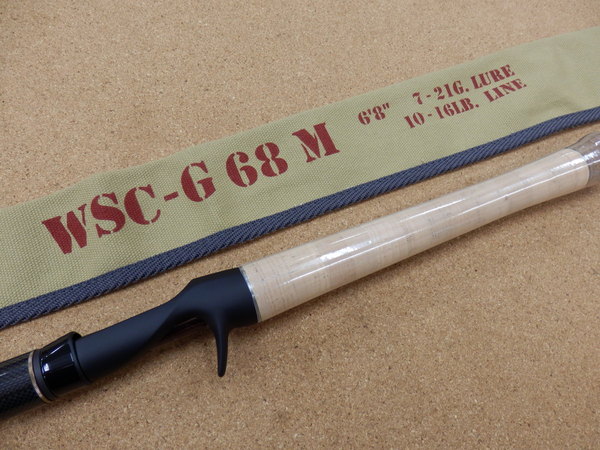 WSC-G 68 M
6'8"
7-21G. LURE
10-16LB. LINE